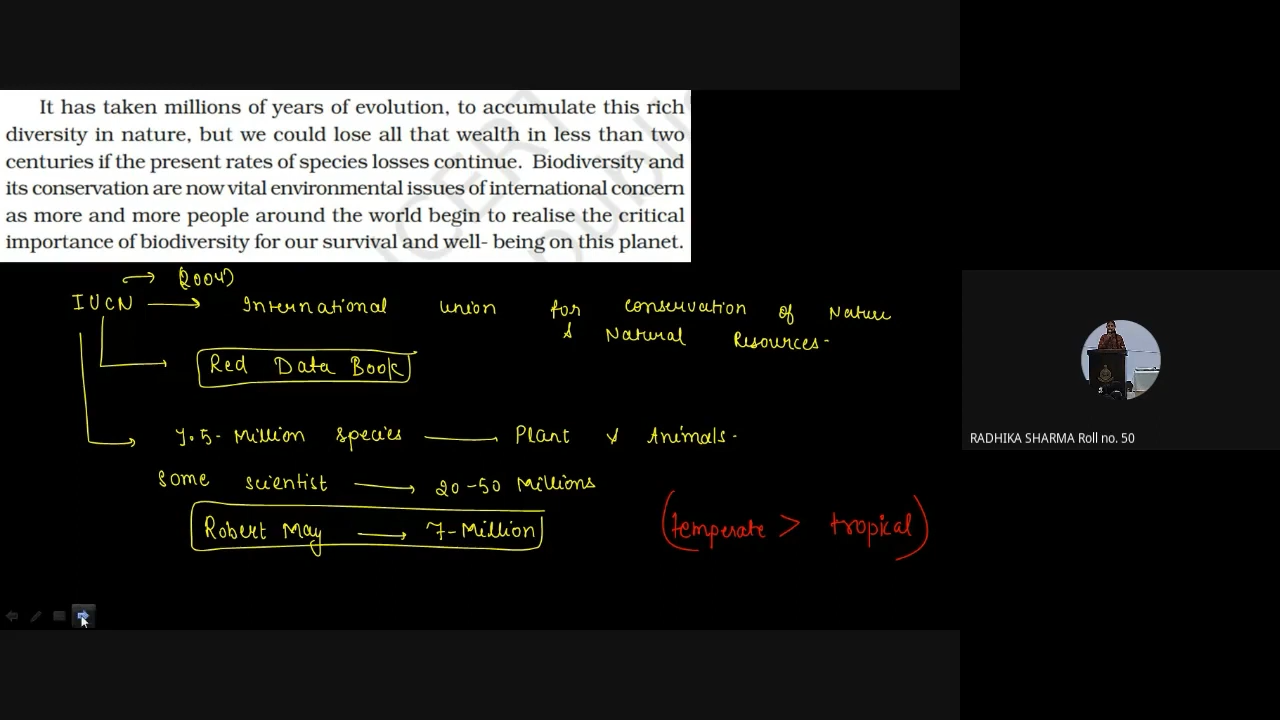 It has taken millions of years of evolution, to accumulate this rich
diversity in nature, but we could lose all that wealth in less than two
centuries if the present rates of species losses continue. Biodiversity and
its conservation are now vital environmental issues of international concern
as more and more people around the world begin to realise the critical
importance of biodiversity for our survival and well- being on this planet.
(2004)
IUCN International union for conservation of Nature
& Natural Resources.
Red Data Book
.5 Million species Plant & Animals.
Some scientist 20-50 Millions
Robert May 7-Million
(temperate > tropical)
RADHIKA SHARMA Roll no. 50